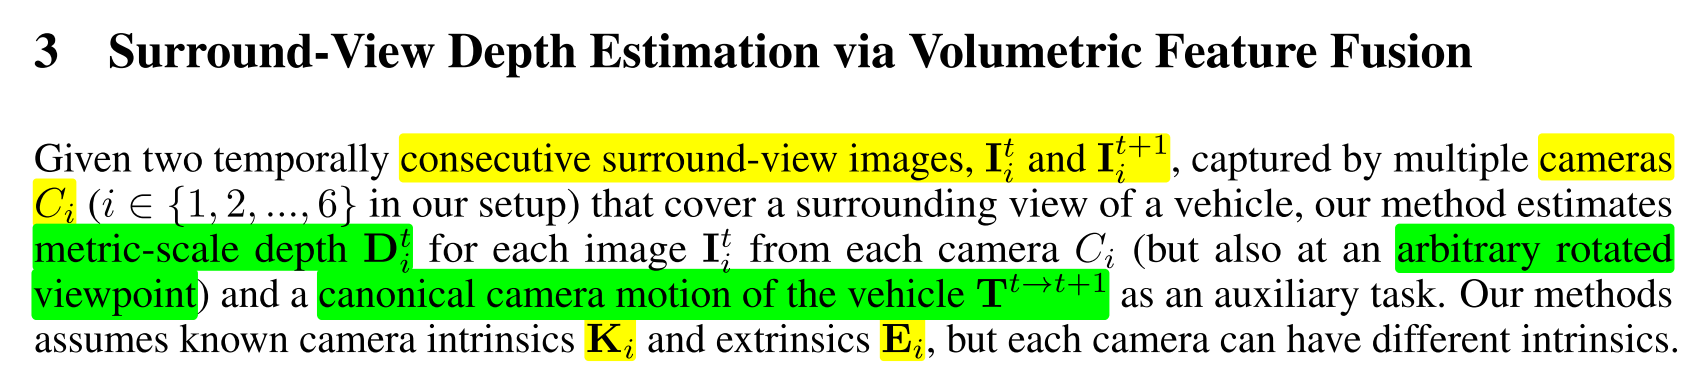 3 Surround-View Depth Estimation via Volumetric Feature Fusion
Given two temporally consecutive surround-view images, $\mathbf{I}_i^t$ and $\mathbf{I}_i^{t+1}$, captured by multiple cameras
$C_i$ ($i \in \{1, 2, ..., 6\}$ in our setup) that cover a surrounding view of a vehicle, our method estimates
metric-scale depth $\mathbf{D}_i^t$ for each image $\mathbf{I}_i^t$ from each camera $C_i$ (but also at an arbitrary rotated
viewpoint) and a canonical camera motion of the vehicle $\mathbf{T}^{t \to t+1}$ as an auxiliary task. Our methods
assumes known camera intrinsics $\mathbf{K}_i$ and extrinsics $\mathbf{E}_i$, but each camera can have different intrinsics.